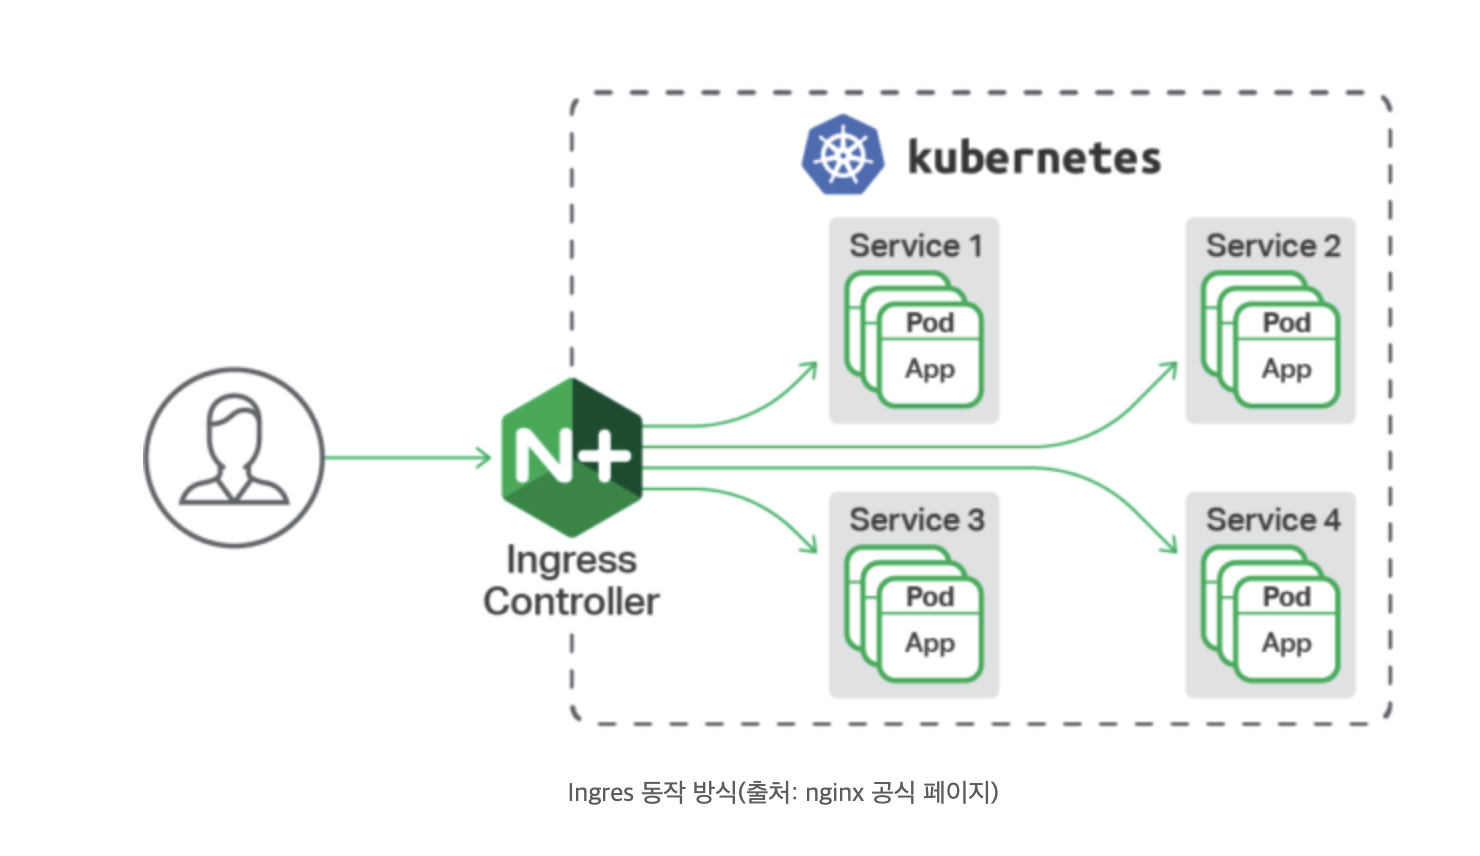 kubernetes
Service 1
Pod
App
Service 2
Pod
App
N+
Ingress
Controller
Service 3
Pod
App
Service 4
Pod
App
Ingres 동작 방식(출처: nginx 공식 페이지)